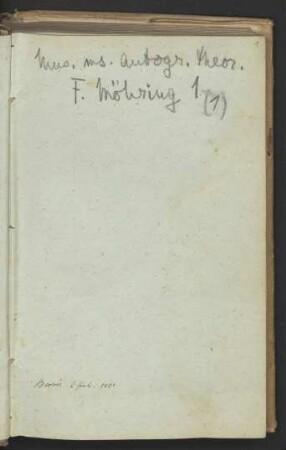 Mus. ms. autogr. theor.
F. Möhring 1
(1)